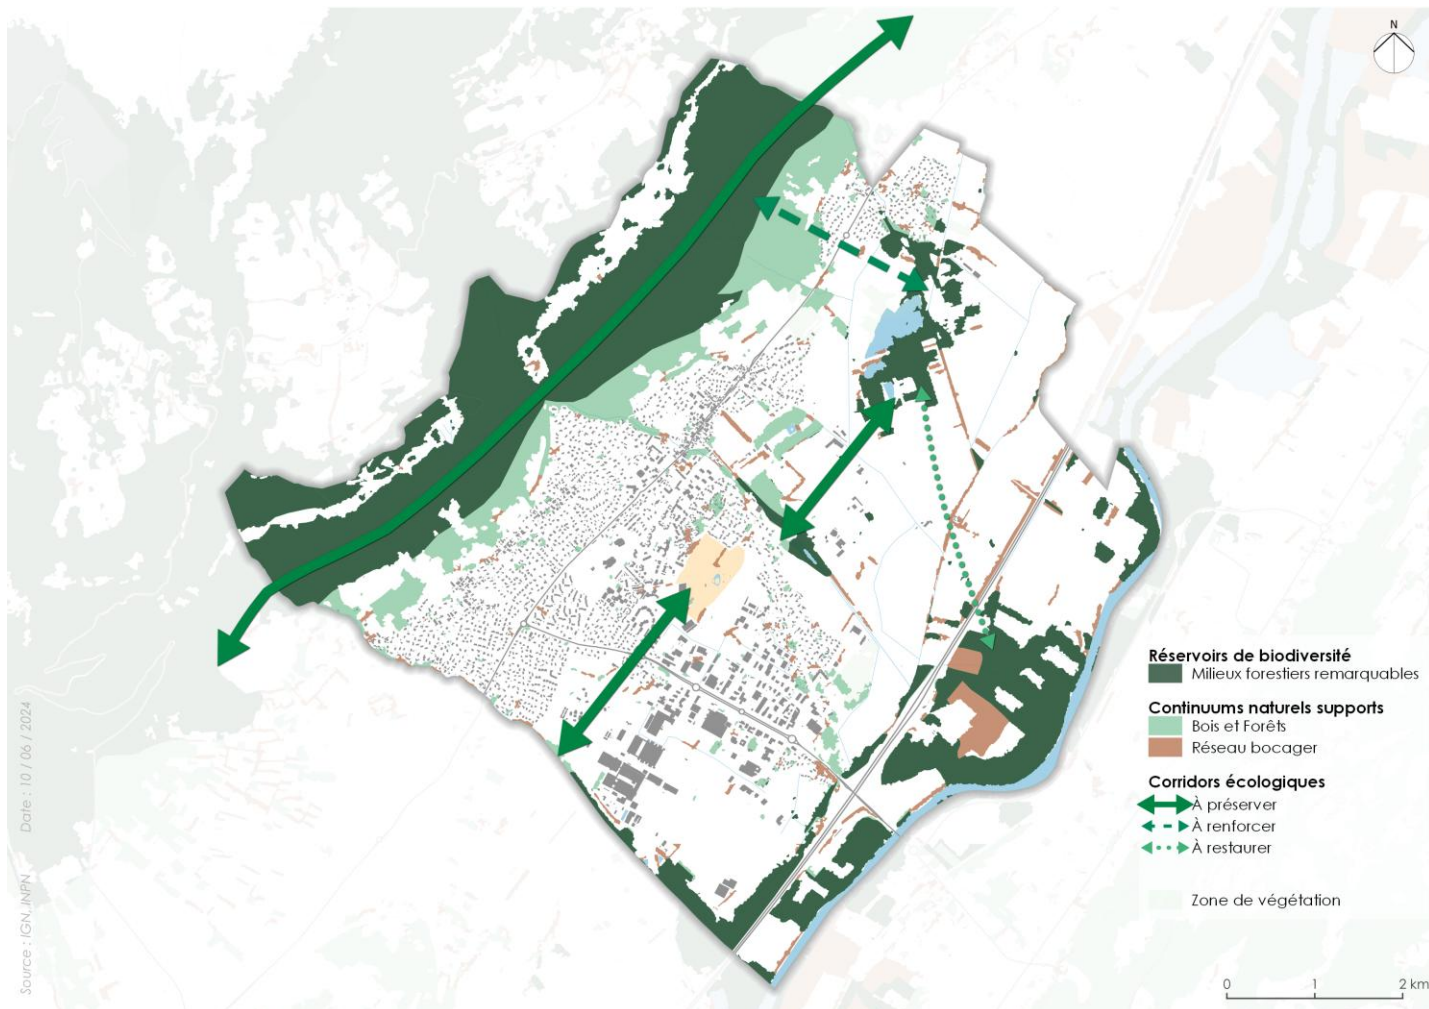 N
Réservoirs de biodiversité
Milieux forestiers remarquables
Continuums naturels supports
Bois et Forêts
Réseau bocager
Corridors écologiques
À préserver
À renforcer
À restaurer
Zone de végétation
0 1 2 km
Source : IGN, INPN Date : 10 / 06 / 2024